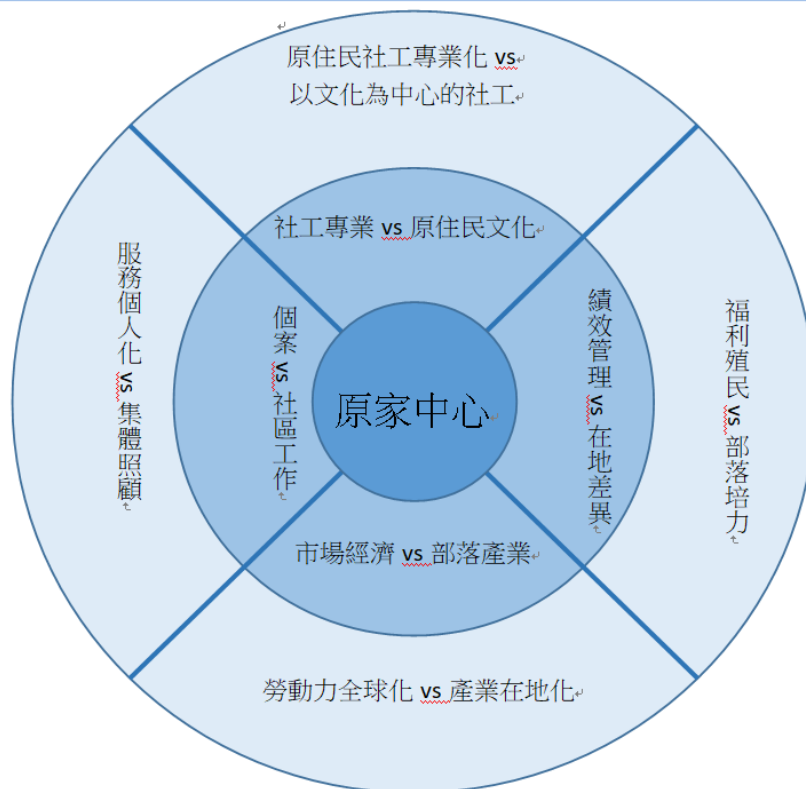 原住民社工專業化 vs
以文化為中心的社工
社工專業 vs 原住民文化
服務個人化 vs 集體照顧
個案 vs 社區工作
原家中心
績效管理 vs 在地差異
福利殖民 vs 部落培力
市場經濟 vs 部落產業
勞動力全球化 vs 產業在地化